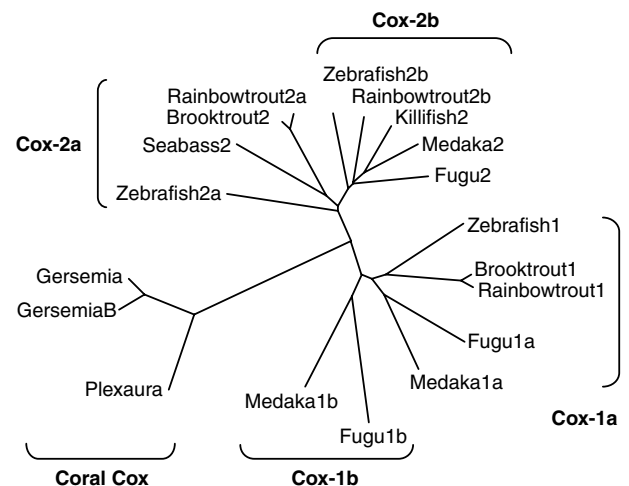 Cox-2b
Zebrafish2b
Rainbowtrout2a
Rainbowtrout2b
Brooktrout2
Killifish2
Cox-2a
Seabass2
Medaka2
Fugu2
Zebrafish2a
Zebrafish1
Gersemia
Brooktrout1
Rainbowtrout1
GersemiaB
Fugu1a
Plexaura
Medaka1a
Medaka1b
Cox-1a
Fugu1b
Coral Cox
Cox-1b